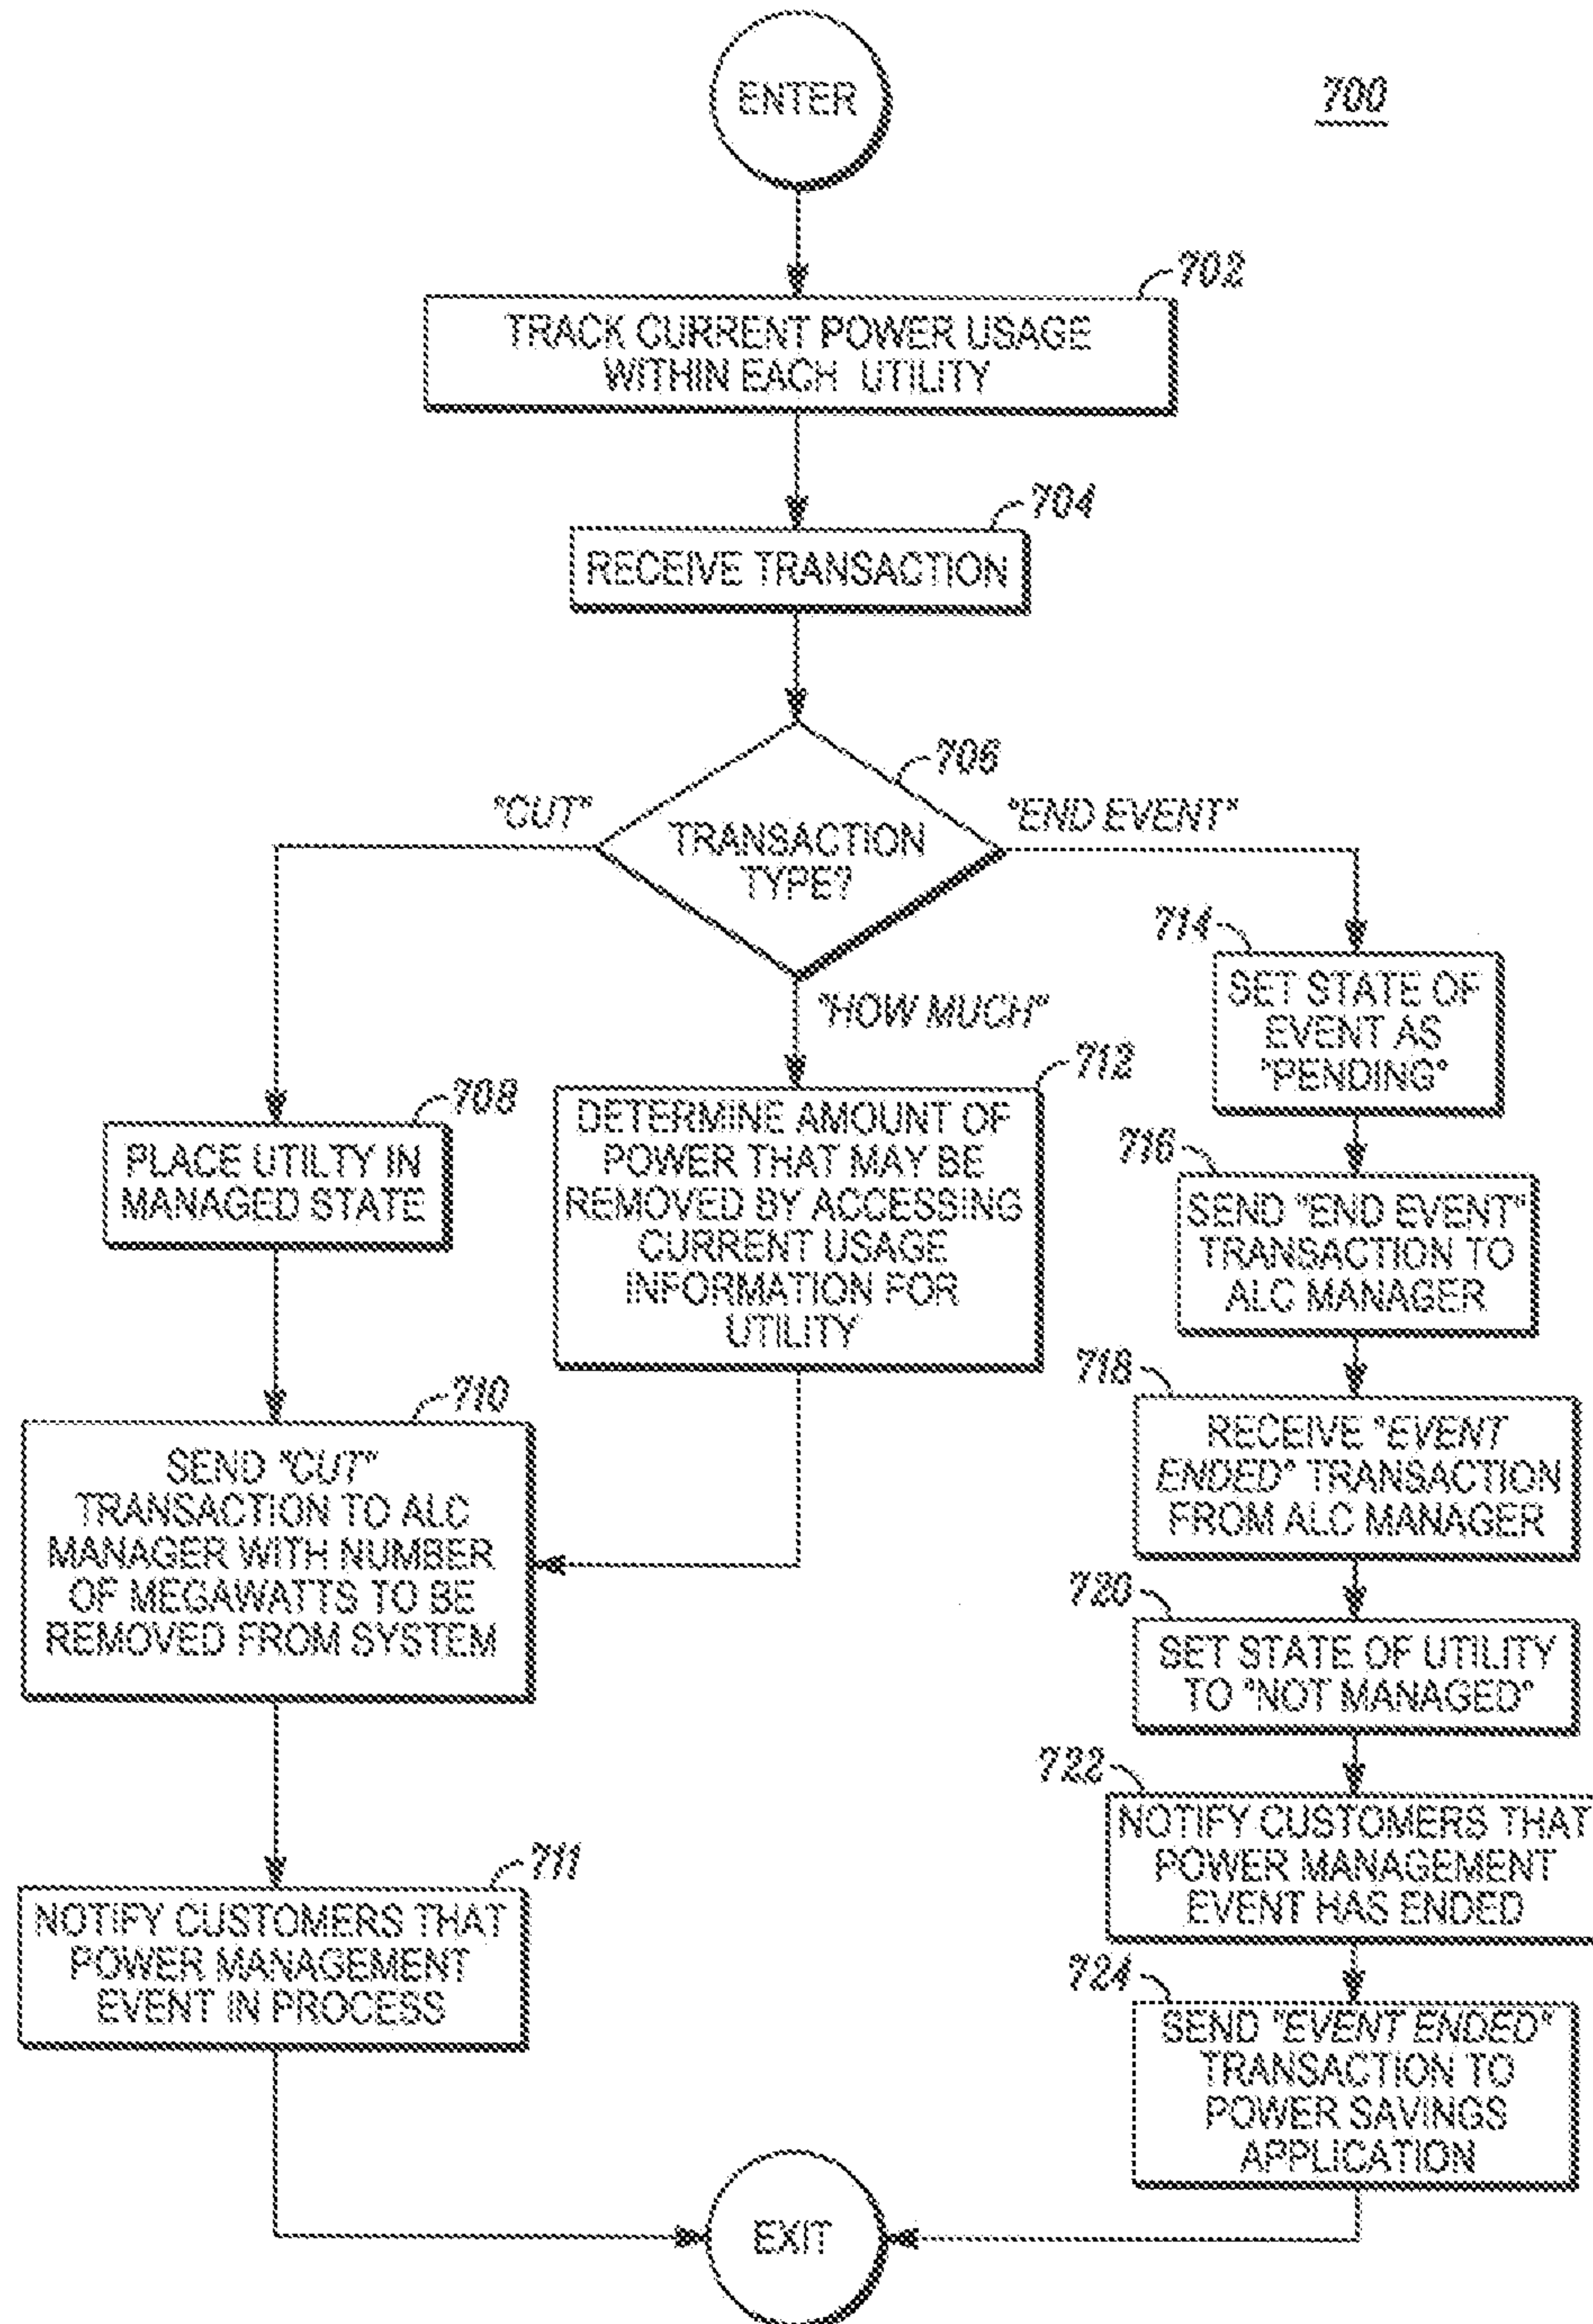 ENTER
700
702
TRACK CURRENT POWER USAGE
WITHIN EACH UTILITY
704
RECEIVE TRANSACTION
706
"CUT"
TRANSACTION
TYPE?
"END EVENT"
"HOW MUCH"
708
PLACE UTILTY IN
MANAGED STATE
712
DETERMINE AMOUNT OF
POWER THAT MAY BE
REMOVED BY ACCESSING
CURRENT USAGE
INFORMATION FOR
UTILITY
714
SET STATE OF
EVENT AS
"PENDING"
716
SEND "END EVENT"
TRANSACTION TO
ALC MANAGER
710
SEND "CUT"
TRANSACTION TO ALC
MANAGER WITH NUMBER
OF MEGAWATTS TO BE
REMOVED FROM SYSTEM
718
RECEIVE "EVENT
ENDED" TRANSACTION
FROM ALC MANAGER
720
SET STATE OF UTILITY
TO "NOT MANAGED"
711
NOTIFY CUSTOMERS THAT
POWER MANAGEMENT
EVENT IN PROCESS
722
NOTIFY CUSTOMERS THAT
POWER MANAGEMENT
EVENT HAS ENDED
724
SEND "EVENT ENDED"
TRANSACTION TO
POWER SAVINGS
APPLICATION
EXIT